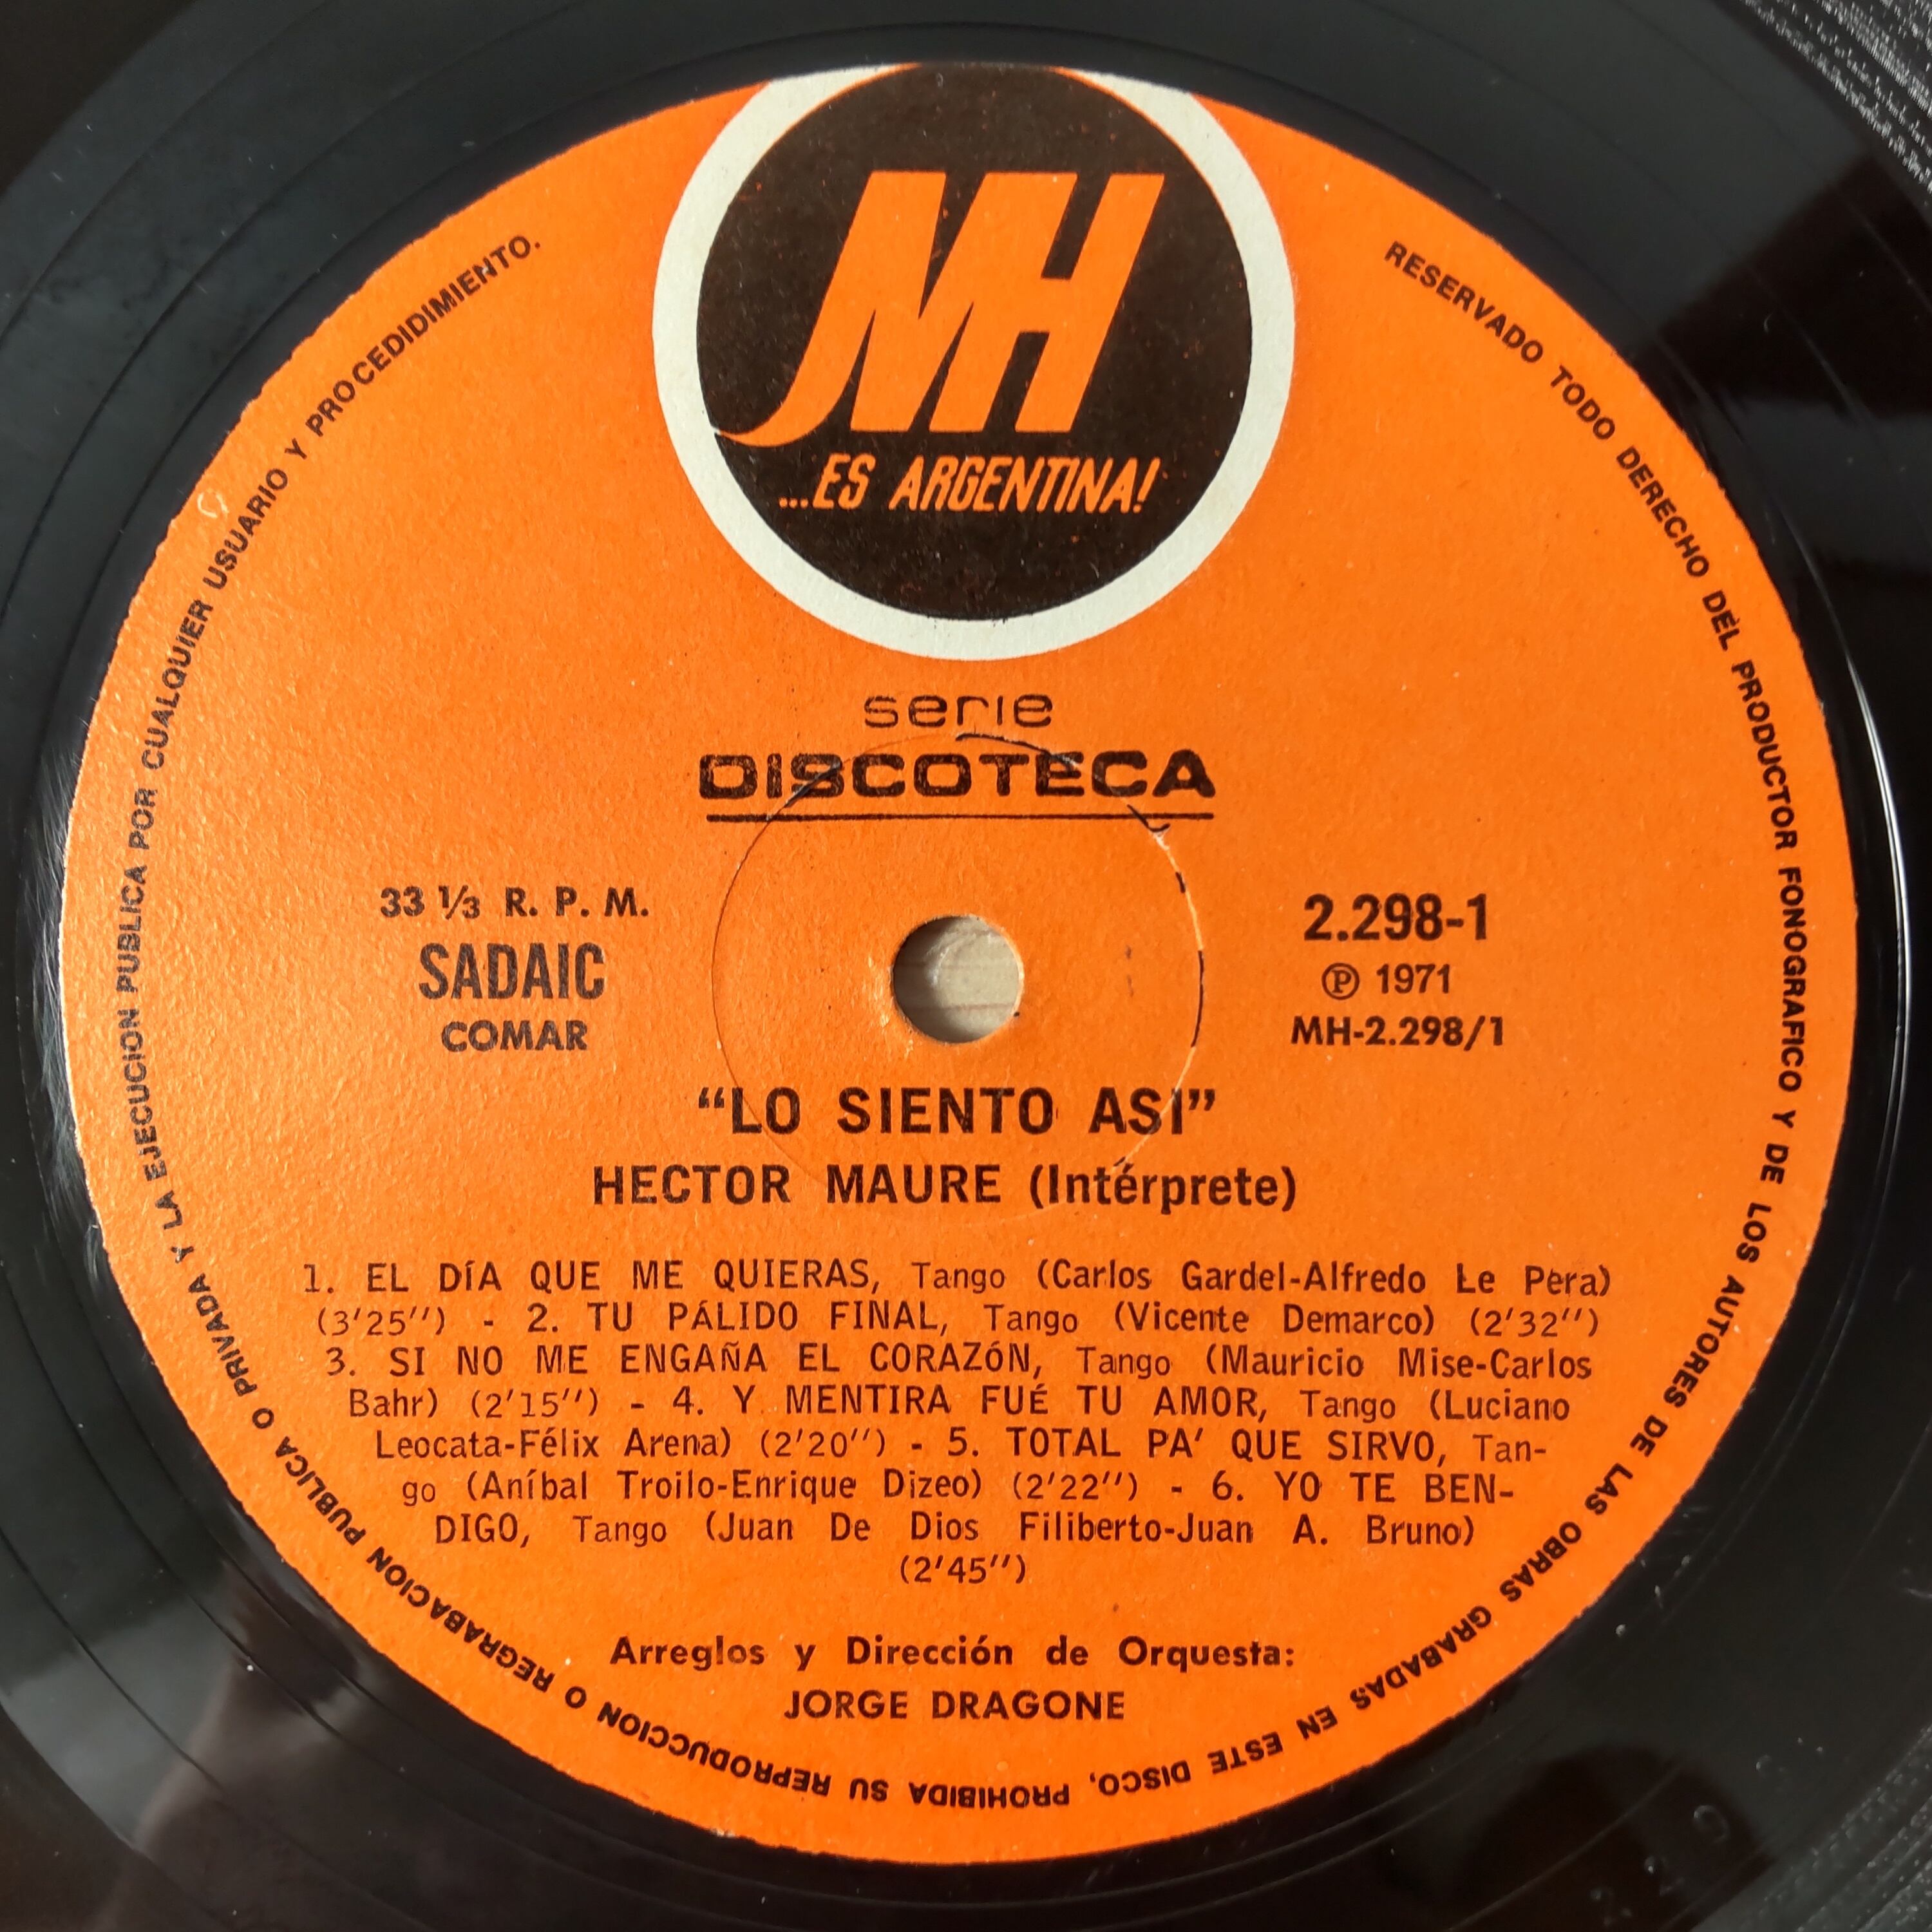 MH
...ES ARGENTINA!
serie
DISCOTECA
33 1/3 R. P. M.
SADAIC
COMAR
2.298-1
Ⓟ 1971
MH-2.298/1
“LO SIENTO ASI”
HECTOR MAURE (Intérprete)
1. EL DíA QUE ME QUIERAS, Tango (Carlos Gardel-Alfredo Le Pera)
(3'25'') - 2. TU PÁLIDO FINAL, Tango (Vicente Demarco) (2'32'')
3. SI NO ME ENGAÑA EL CORAZóN, Tango (Mauricio Mise-Carlos
Bahr) (2'15'') - 4. Y MENTIRA FUÉ TU AMOR, Tango (Luciano
Leocata-Félix Arena) (2'20'') - 5. TOTAL PA' QUE SIRVO, Tan-
go (Aníbal Troilo-Enrique Dizeo) (2'22'') - 6. YO TE BEN-
DIGO, Tango (Juan De Dios Filiberto-Juan A. Bruno)
(2'45'')
Arreglos y Dirección de Orquesta:
JORGE DRAGONE
RESERVADO TODO DERECHO DEL PRODUCTOR FONOGRAFICO Y DE LOS AUTORES DE LAS OBRAS GRABADAS EN ESTE DISCO, PROHIBIDA SU REPRODUCCION O REGRABACION PUBLICA O PRIVADA Y LA EJECUCION PUBLICA POR CUALQUIER USUARIO Y PROCEDIDIMIENTO.